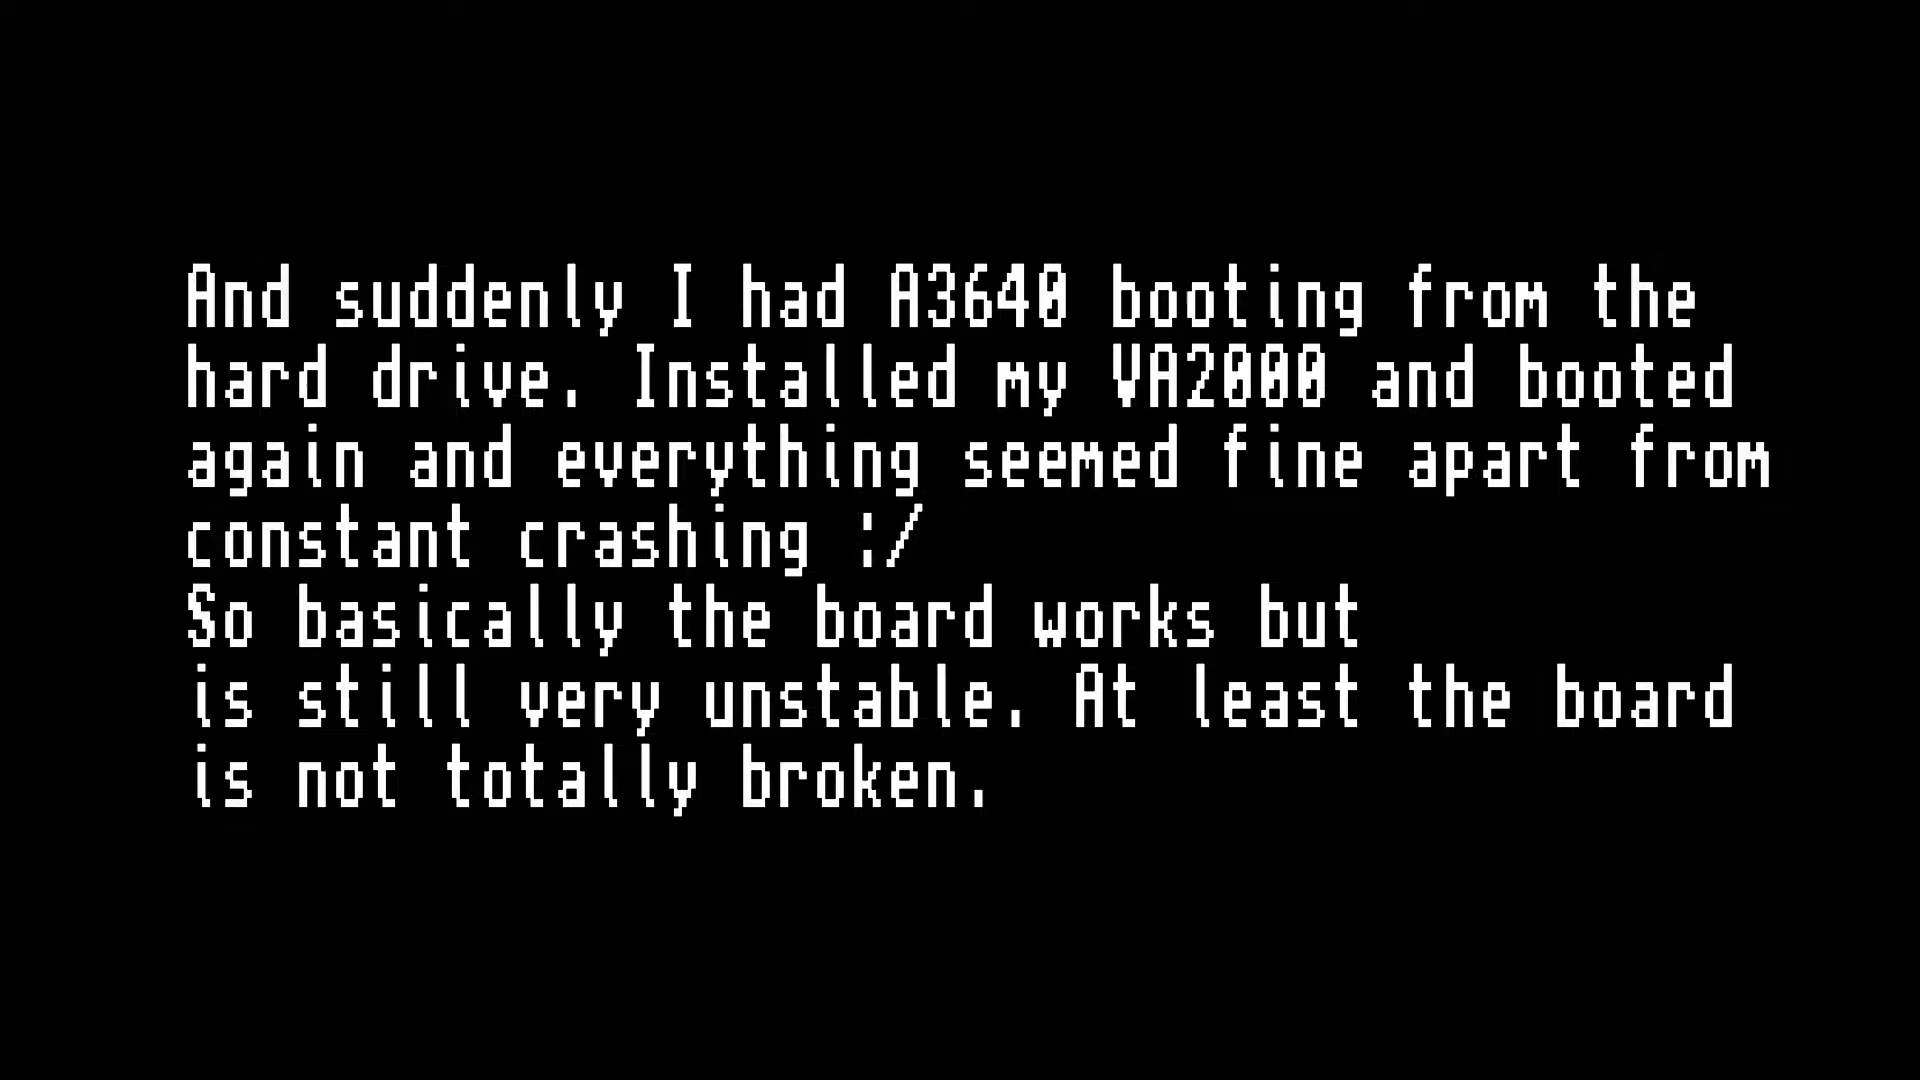 And suddenly I had A3640 booting from the
hard drive. Installed my VA2000 and booted
again and everything seemed fine apart from
constant crashing :/
So basically the board works but
is still very unstable. At least the board
is not totally broken.